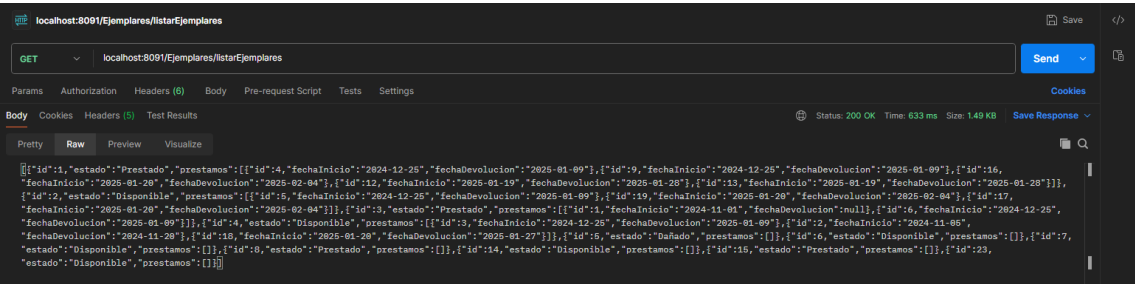 HTTP localhost:8091/Ejemplares/listarEjemplares Save </>
GET localhost:8091/Ejemplares/listarEjemplares Send
Params Authorization Headers (6) Body Pre-request Script Tests Settings Cookies
Body Cookies Headers (5) Test Results Status: 200 OK Time: 633 ms Size: 1.49 KB Save Response
Pretty Raw Preview Visualize
[{"id":1,"estado":"Prestado","prestamos":[{"id":4,"fechaInicio":"2024-12-25","fechaDevolucion":"2025-01-09"},{"id":9,"fechaInicio":"2024-12-25","fechaDevolucion":"2025-01-09"},{"id":16,
"fechaInicio":"2025-01-20","fechaDevolucion":"2025-02-04"},{"id":12,"fechaInicio":"2025-01-19","fechaDevolucion":"2025-01-28"},{"id":13,"fechaInicio":"2025-01-19","fechaDevolucion":"2025-01-28"}]},
{"id":2,"estado":"Disponible","prestamos":[{"id":5,"fechaInicio":"2024-12-25","fechaDevolucion":"2025-01-09"},{"id":19,"fechaInicio":"2025-01-20","fechaDevolucion":"2025-02-04"},{"id":17,
"fechaInicio":"2025-01-20","fechaDevolucion":"2025-02-04"}]},{"id":3,"estado":"Prestado","prestamos":[{"id":1,"fechaInicio":"2024-11-01","fechaDevolucion":null},{"id":6,"fechaInicio":"2024-12-25",
"fechaDevolucion":"2025-01-09"}]},{"id":4,"estado":"Disponible","prestamos":[{"id":3,"fechaInicio":"2024-12-25","fechaDevolucion":"2025-01-09"},{"id":2,"fechaInicio":"2024-11-05",
"fechaDevolucion":"2024-11-20"},{"id":18,"fechaInicio":"2025-01-20","fechaDevolucion":"2025-01-27"}]},{"id":5,"estado":"Dañado","prestamos":[]},{"id":6,"estado":"Disponible","prestamos":[]},{"id":7,
"estado":"Disponible","prestamos":[]},{"id":8,"estado":"Prestado","prestamos":[]},{"id":14,"estado":"Disponible","prestamos":[]},{"id":15,"estado":"Prestado","prestamos":[]},{"id":23,
"estado":"Disponible","prestamos":[]}]